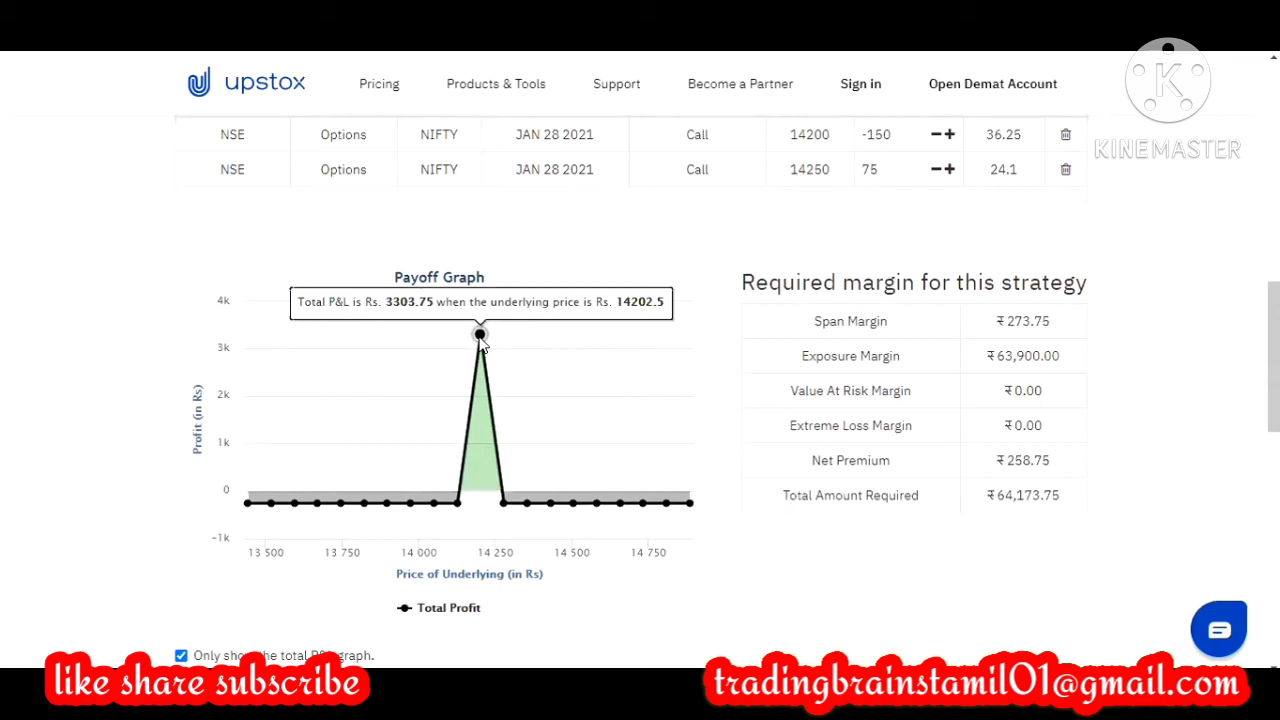 upstox
Pricing
Products & Tools
Support
Become a Partner
Sign in
Open Demat Account
K
KINEMASTER
NSE Options NIFTY JAN 28 2021 Call 14200 -150 36.25
NSE Options NIFTY JAN 28 2021 Call 14250 75 24.1
Payoff Graph
Total P&L is Rs. 3303.75 when the underlying price is Rs. 14202.5
4k
3k
2k
1k
0
-1k
Profit (in Rs)
13 500 13 750 14 000 14 250 14 500 14 750
Price of Underlying (in Rs)
Total Profit
Required margin for this strategy
Span Margin ₹273.75
Exposure Margin ₹63,900.00
Value At Risk Margin ₹0.00
Extreme Loss Margin ₹0.00
Net Premium ₹258.75
Total Amount Required ₹64,173.75
Only show the total graph.
like share subscribe
tradingbrainstamil01@gmail.com